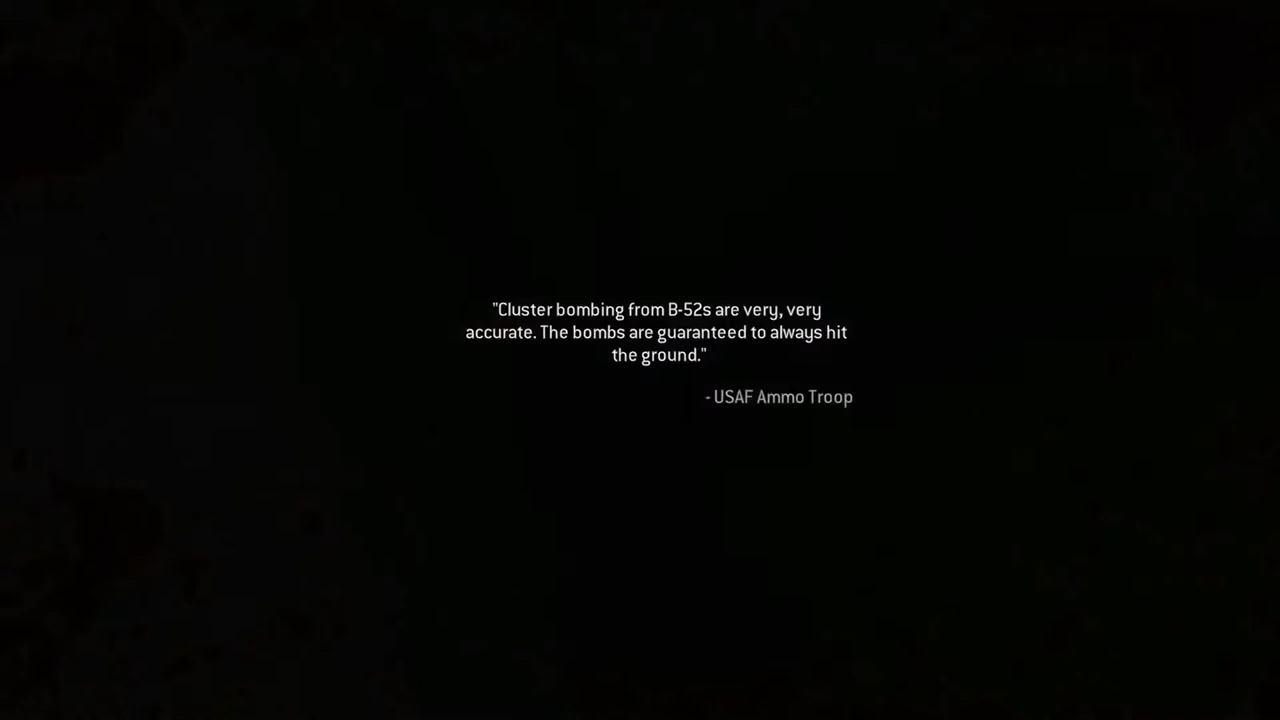 "Cluster bombing from B-52s are very, very
accurate. The bombs are guaranteed to always hit
the ground."
- USAF Ammo Troop